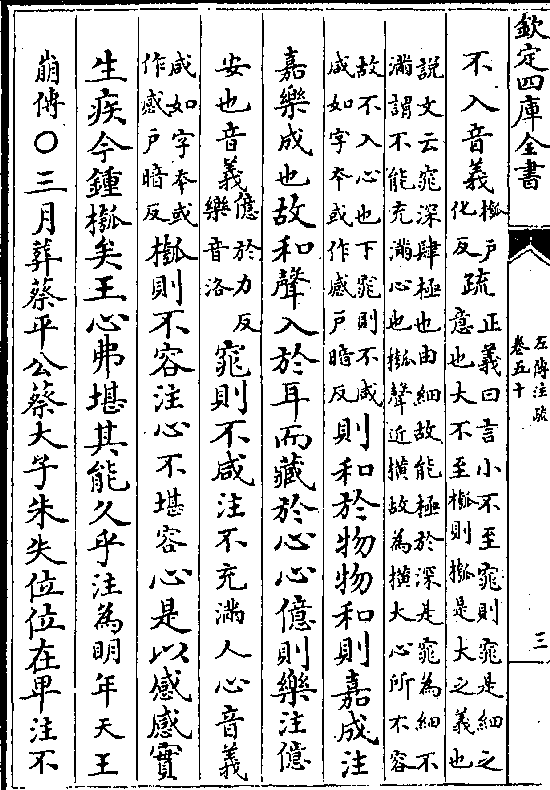 欽定四庫全書
左傳注疏
卷五十
三
不入音義摦户化反疏正義曰言小不至窕則窕是細之意也大不至摦則摦是大之義也
說文云窕深肆極也由細故能極於深是窕為細不
滿謂不能充滿心也摦聲近橫故為橫大心所不容
故不入心也下窕則不咸咸如字本或作感户暗反則和於物物和則嘉成注
嘉樂成也故和聲入於耳而藏於心心億則樂注億
安也音義億於力反樂音洛窕則不咸注不充滿人心音義
咸如字本或作感户暗反摦則不容注心不堪容心是以感感實
生疾今鍾摦矣王心弗堪其能久乎注為明年天王
崩傳○三月葬蔡平公蔡大子朱失位位在卑注不